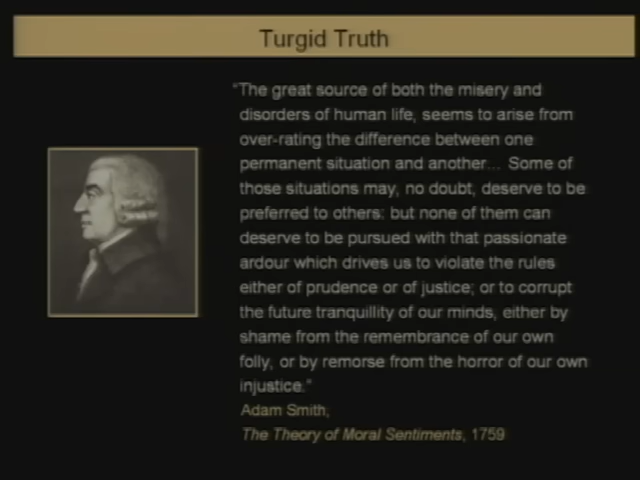 Turgid Truth
"The great source of both the misery and
disorders of human life, seems to arise from
over-rating the difference between one
permanent situation and another... Some of
those situations may, no doubt, deserve to be
preferred to others: but none of them can
deserve to be pursued with that passionate
ardour which drives us to violate the rules
either of prudence or of justice; or to corrupt
the future tranquillity of our minds, either by
shame from the remembrance of our own
folly, or by remorse from the horror of our own
injustice."
Adam Smith,
The Theory of Moral Sentiments, 1759